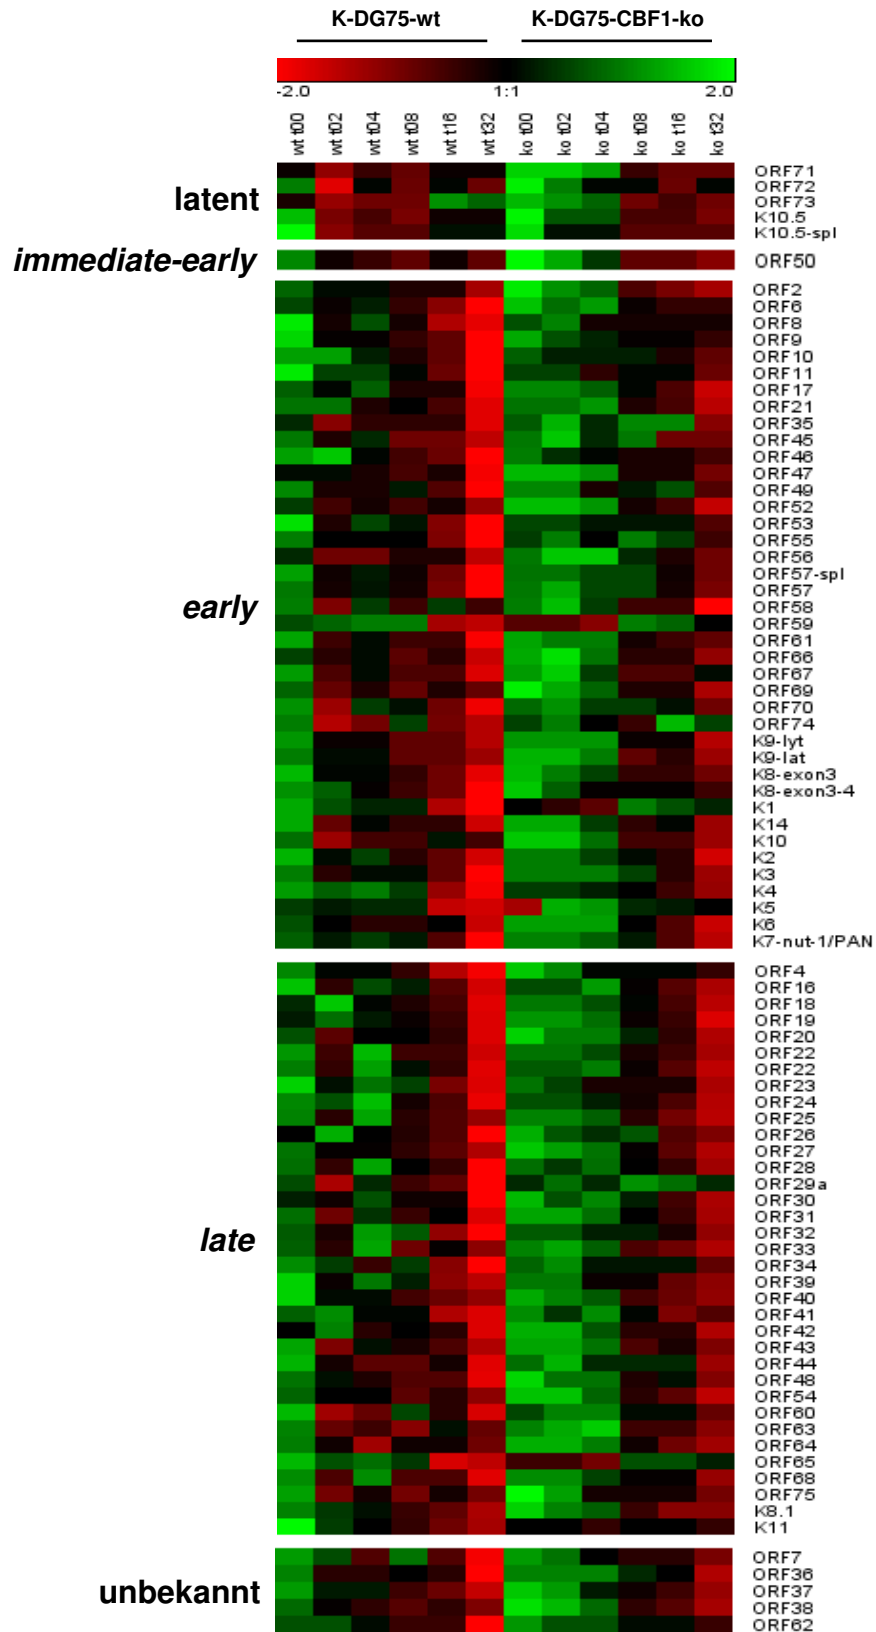 K-DG75-wt K-DG75-CBF1-ko
-2.0 1:1 2.0
wt t00 wt t02 wt t04 wt t08 wt t16 wt t32 ko t00 ko t02 ko t04 ko t08 ko t16 ko t32
latent
ORF71
ORF72
ORF73
K10.5
K10.5-spl
immediate-early
ORF50
early
ORF2
ORF6
ORF8
ORF9
ORF10
ORF11
ORF17
ORF21
ORF35
ORF45
ORF46
ORF47
ORF49
ORF52
ORF53
ORF55
ORF56
ORF57-spl
ORF57
ORF58
ORF59
ORF61
ORF66
ORF67
ORF69
ORF70
ORF74
K9-lyt
K9-lat
K8-exon3
K8-exon3-4
K1
K14
K10
K2
K3
K4
K5
K6
K7-nut-1/PAN
late
ORF4
ORF16
ORF18
ORF19
ORF20
ORF22
ORF22
ORF23
ORF24
ORF25
ORF26
ORF27
ORF28
ORF29a
ORF30
ORF31
ORF32
ORF33
ORF34
ORF39
ORF40
ORF41
ORF42
ORF43
ORF44
ORF48
ORF54
ORF60
ORF63
ORF64
ORF65
ORF68
ORF75
K8.1
K11
unbekannt
ORF7
ORF36
ORF37
ORF38
ORF62